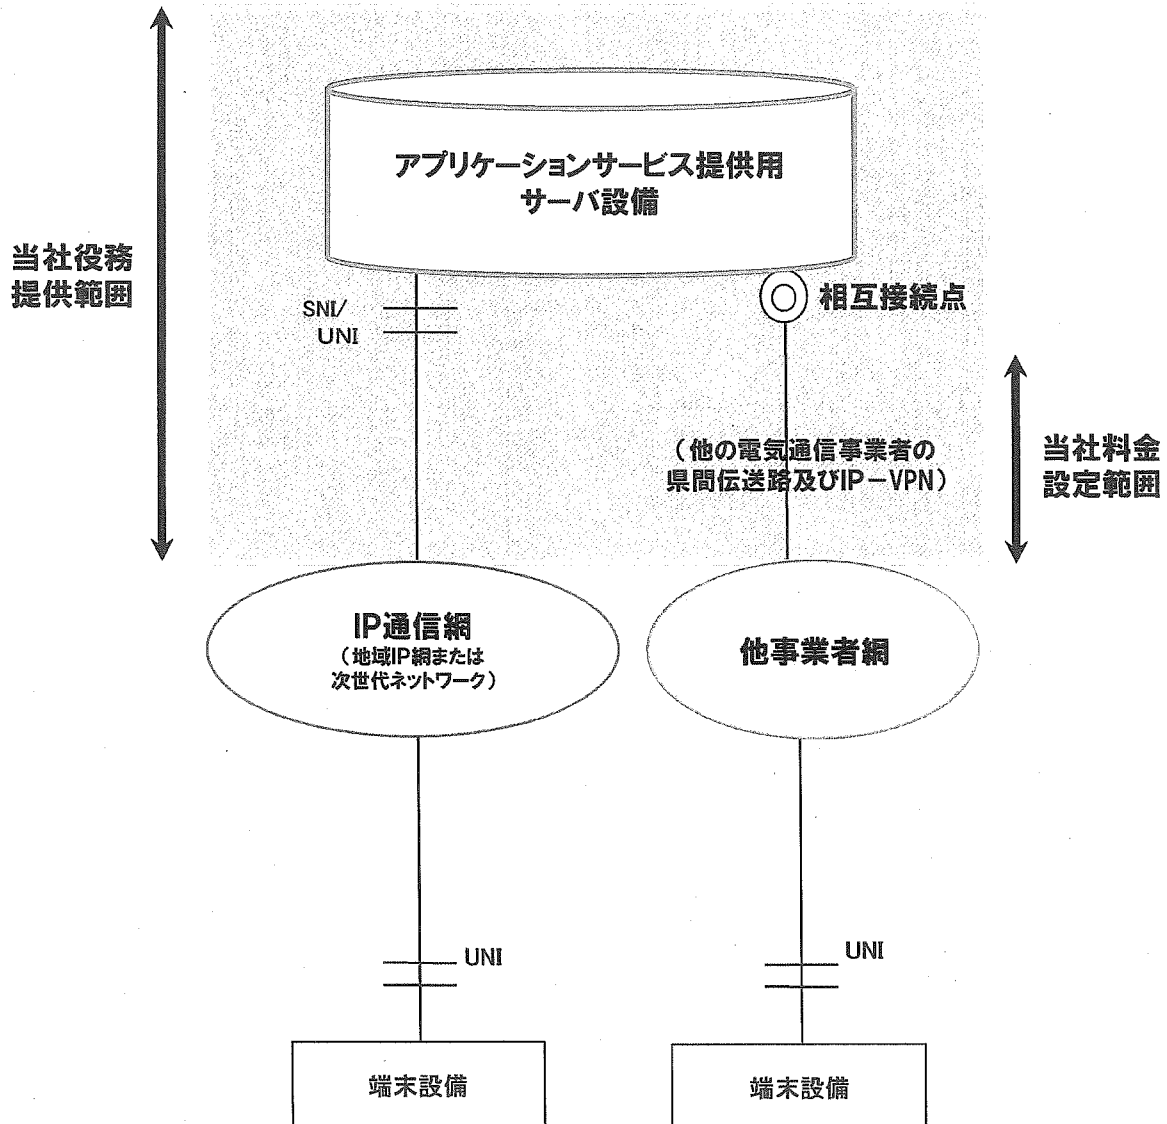 アプリケーションサービス提供用
サーバ設備
当社役務
提供範囲
SNI/
UNI
相互接続点
(他の電気通信事業者の
県間伝送路及びIP-VPN)
当社料金
設定範囲
IP通信網
(地域IP網または
次世代ネットワーク)
他事業者網
UNI
UNI
端末設備
端末設備